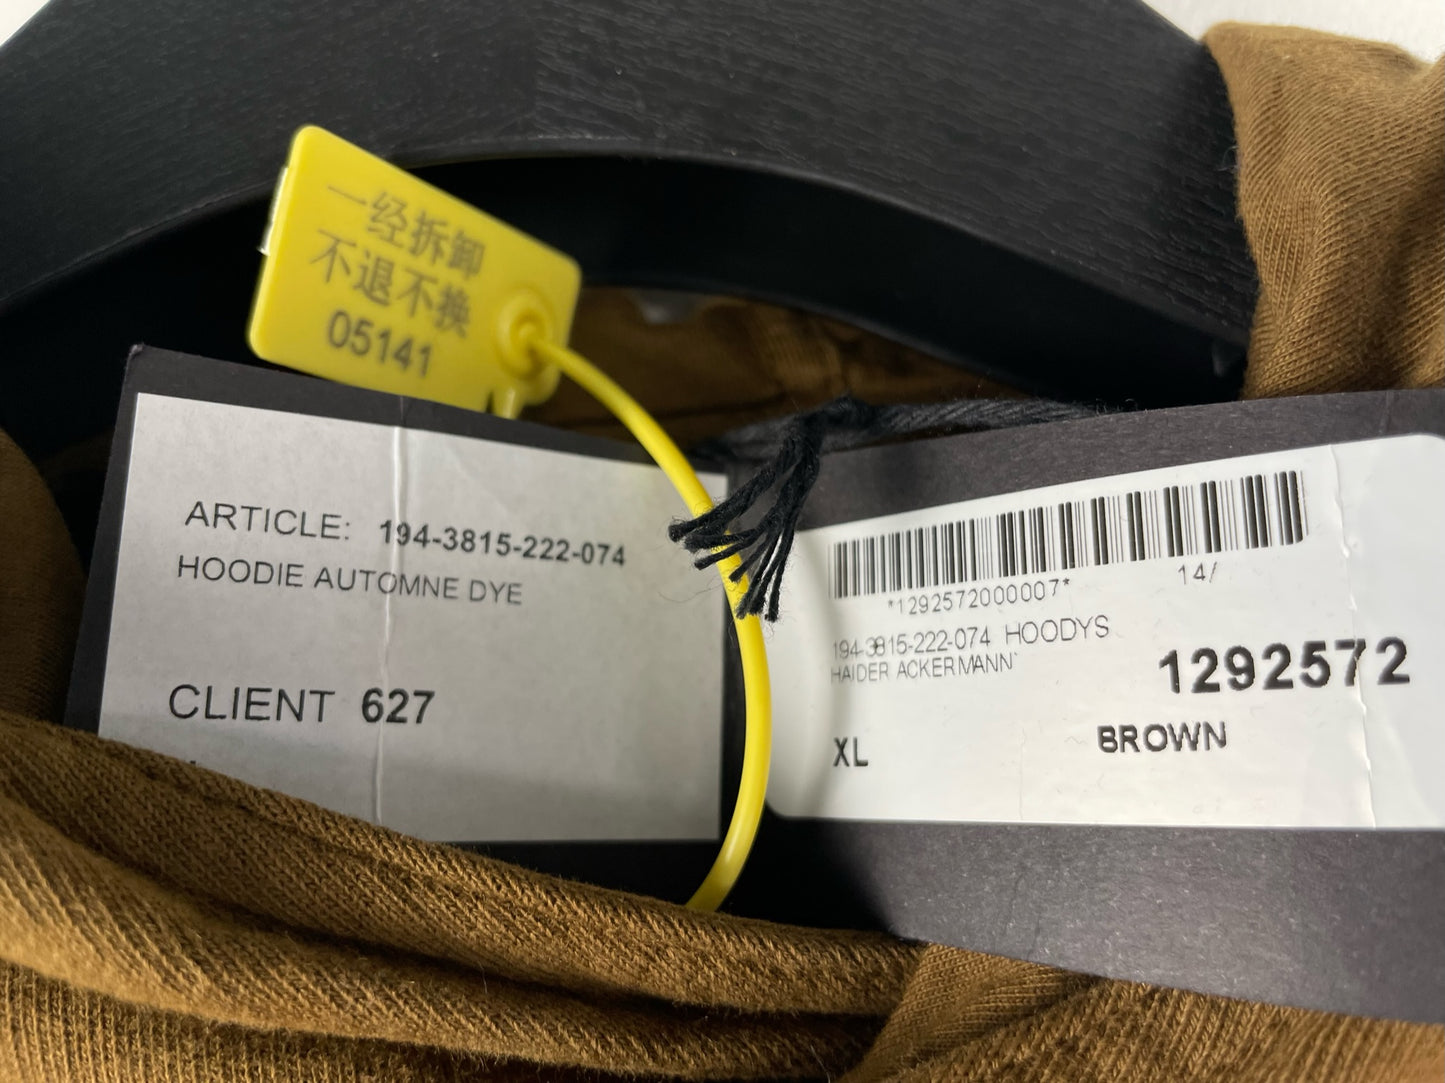 一经拆卸
不退不换
05141
ARTICLE: 194-3815-222-074
HOODIE AUTOMNE DYE
CLIENT 627
*1292572000007* 14/
194-3815-222-074 HOODYS
HAIDER ACKERMANN`
1292572
BROWN
XL